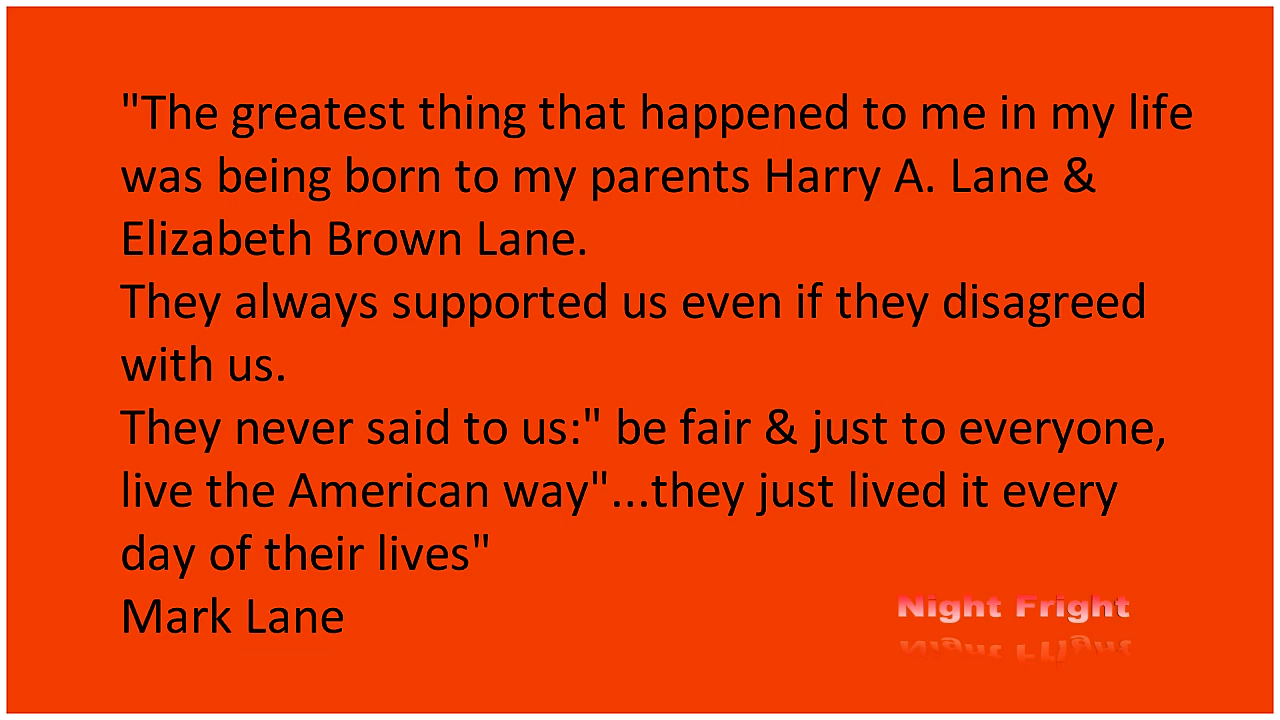 "The greatest thing that happened to me in my life
was being born to my parents Harry A. Lane &
Elizabeth Brown Lane.
They always supported us even if they disagreed
with us.
They never said to us:" be fair & just to everyone,
live the American way"...they just lived it every
day of their lives"
Mark Lane
Night Fright